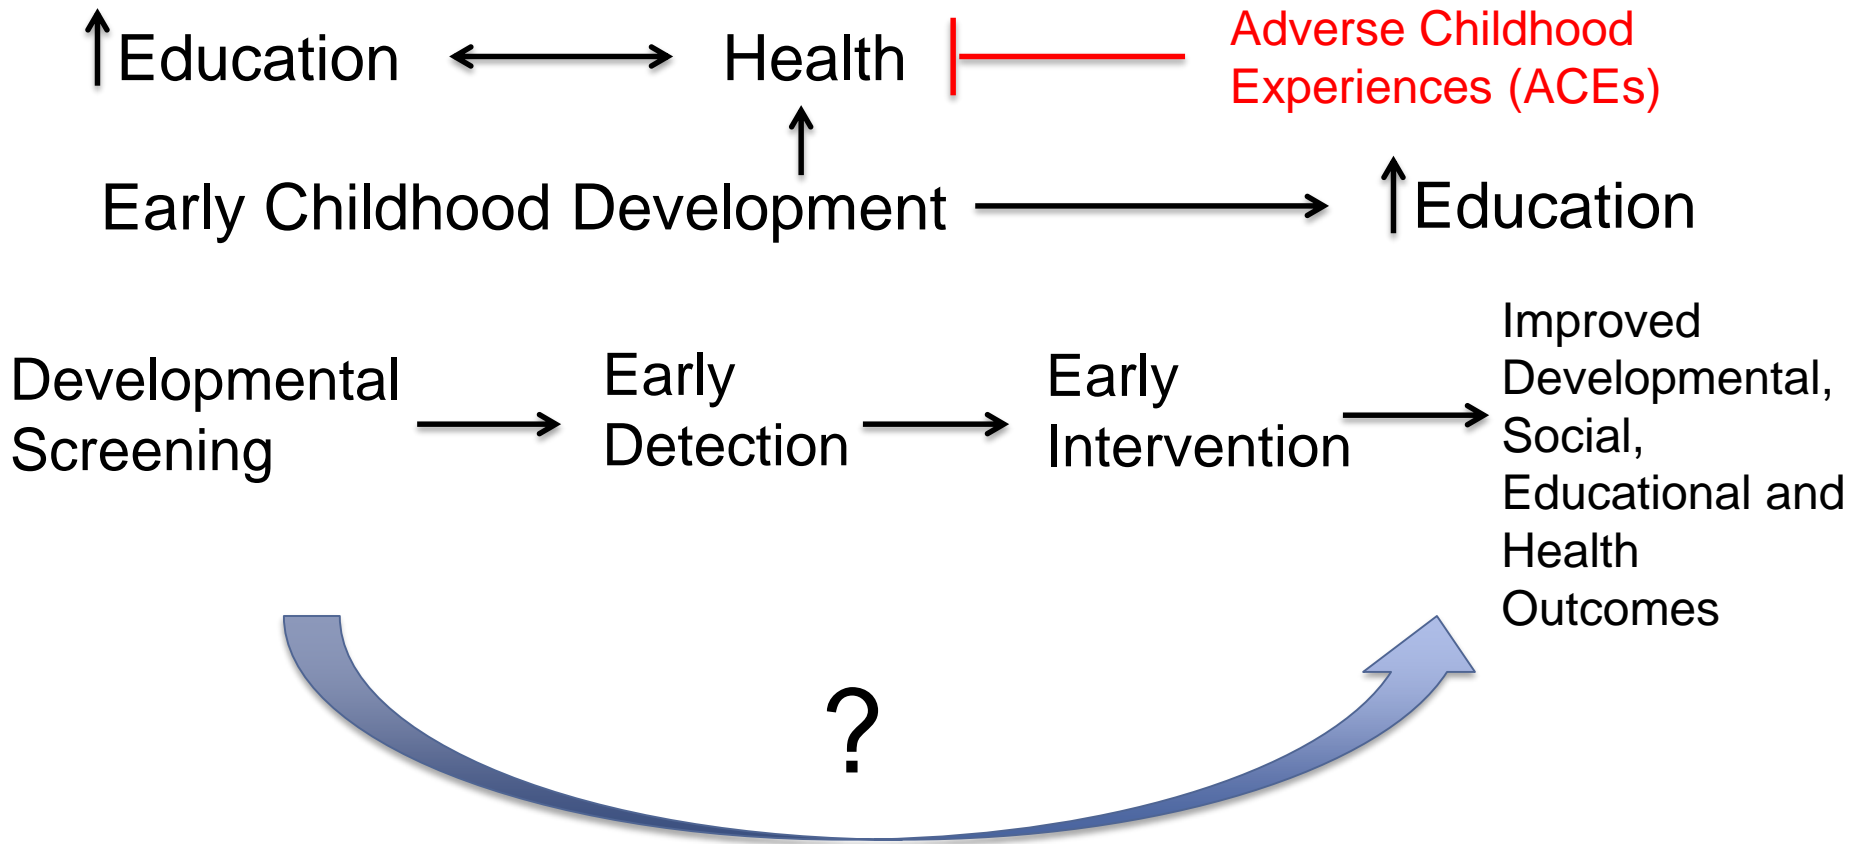 Education
Health
Adverse Childhood
Experiences (ACEs)
Early Childhood Development
Education
Developmental
Screening
Early
Detection
Early
Intervention
Improved
Developmental,
Social,
Educational and
Health
Outcomes
?